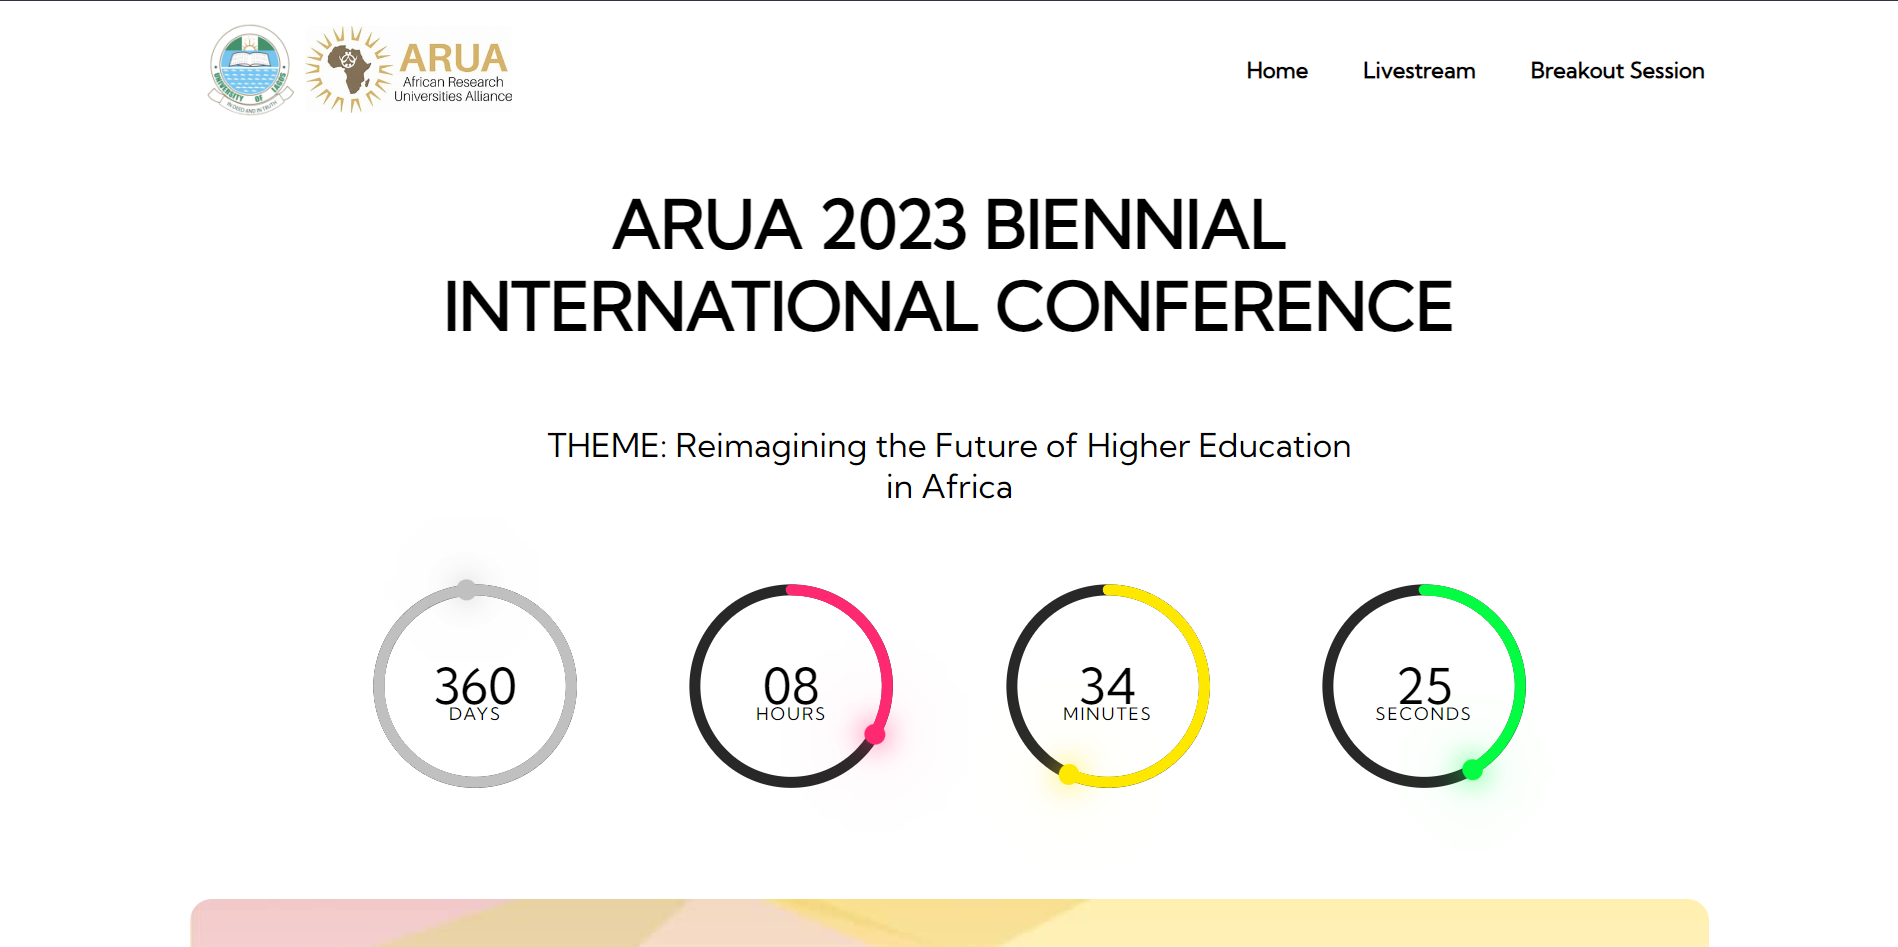 UNIVERSITY OF LAGOS
IN DEED AND IN TRUTH
ARUA
African Research
Universities Alliance
Home
Livestream
Breakout Session
ARUA 2023 BIENNIAL
INTERNATIONAL CONFERENCE
THEME: Reimagining the Future of Higher Education
in Africa
360
DAYS
08
HOURS
34
MINUTES
25
SECONDS